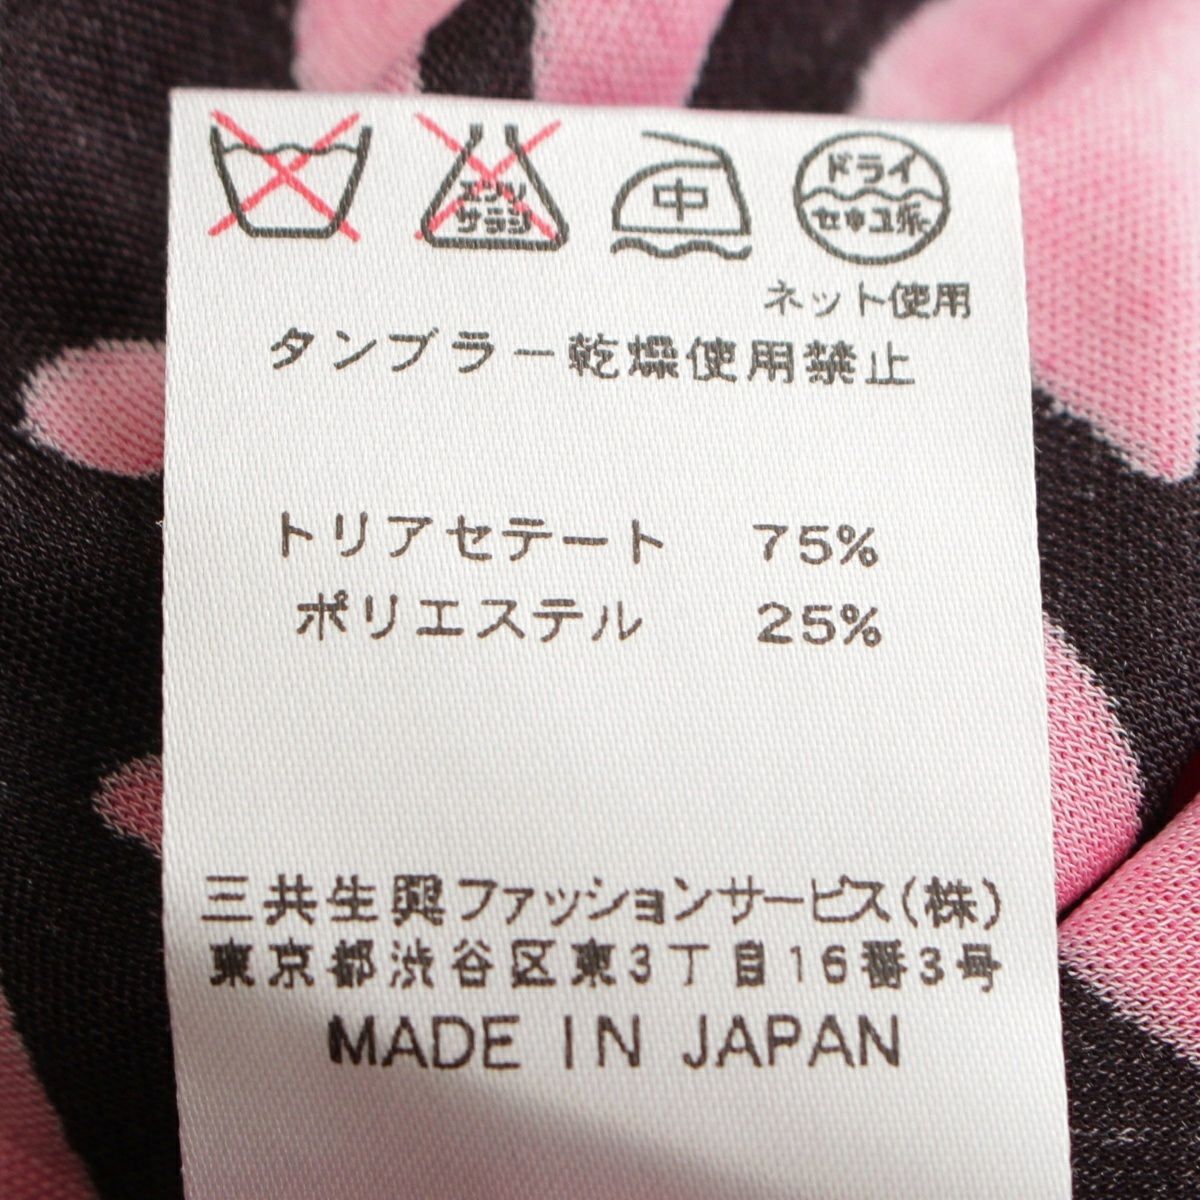 エンソ
サラシ
中
ドライ
セキユ系
ネット使用
タンブラー乾燥使用禁止
トリアセテート 75%
ポリエステル 25%
三共生興ファッションサービス(株)
東京都渋谷区東3丁目16番3号
MADE IN JAPAN